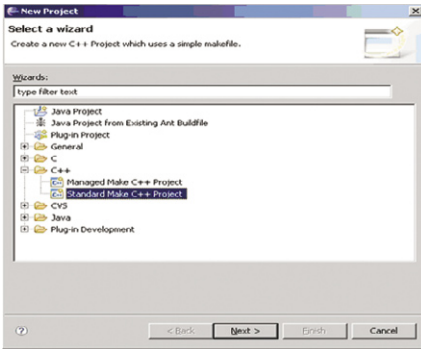 New Project
Select a wizard
Create a new C++ Project which uses a simple makefile.
Wizards:
type filter text
Java Project
Java Project from Existing Ant Buildfile
Plug-in Project
General
C
C++
Managed Make C++ Project
Standard Make C++ Project
CVS
Java
Plug-in Development
< Back
Next >
Finish
Cancel